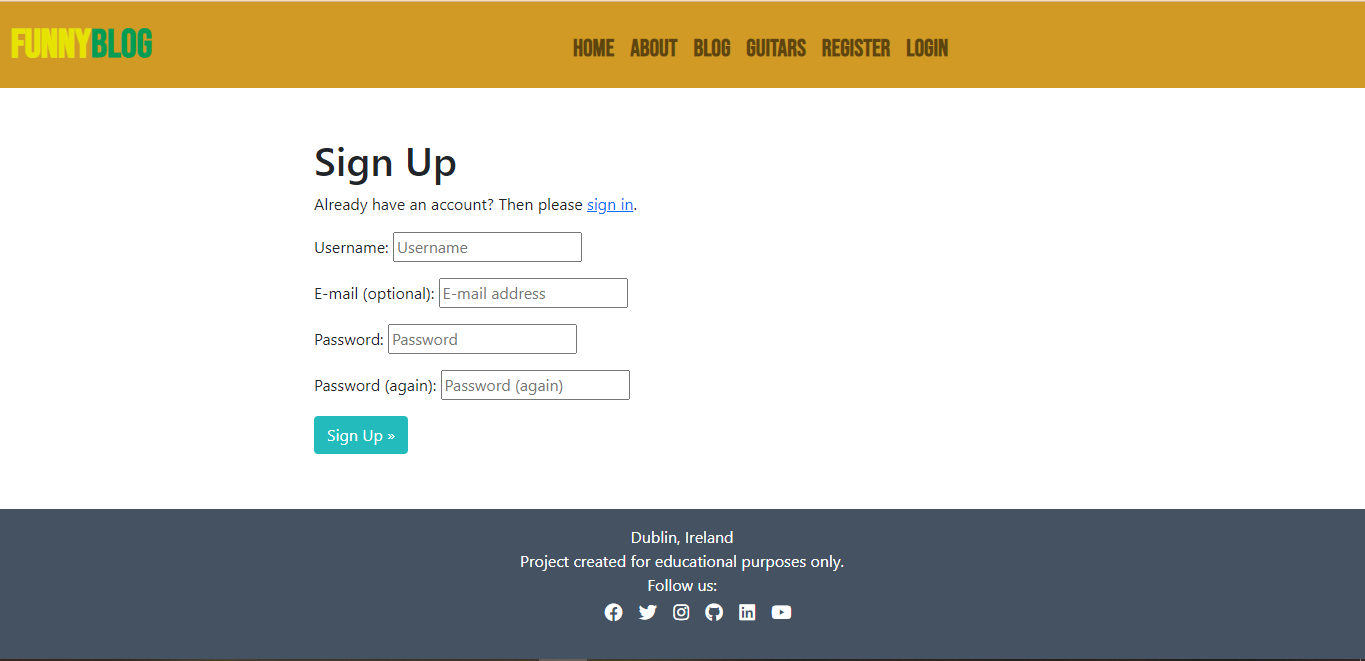 FUNNYBLOG
HOME ABOUT BLOG GUITARS REGISTER LOGIN
Sign Up
Already have an account? Then please sign in.
Username: Username
E-mail (optional): E-mail address
Password: Password
Password (again): Password (again)
Sign Up »
Dublin, Ireland
Project created for educational purposes only.
Follow us: